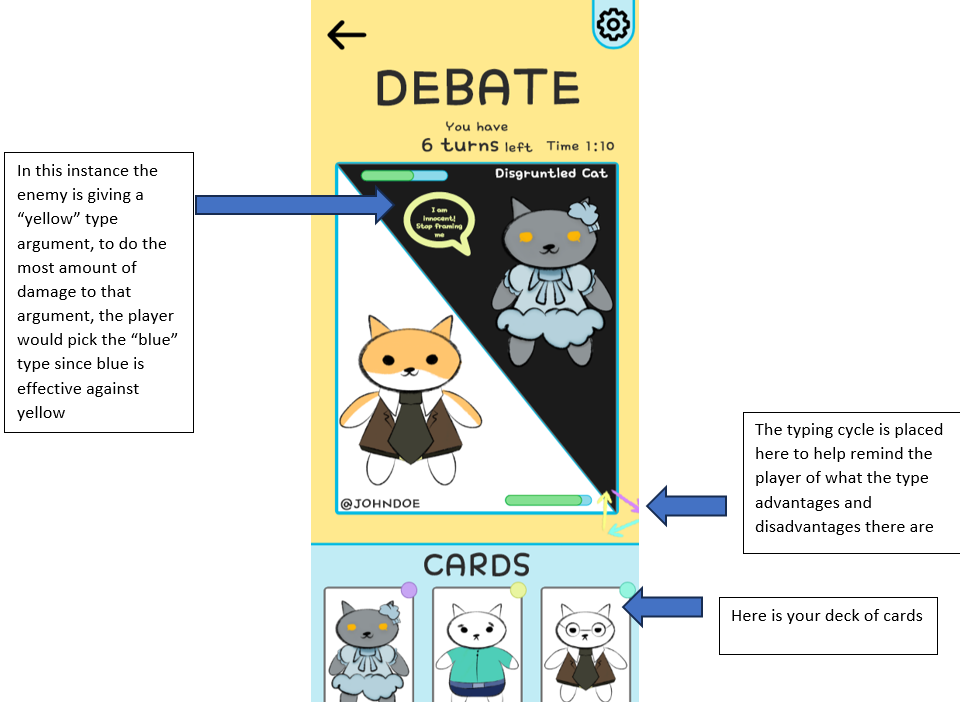 DEBATE
You have
6 turns left Time 1:10
In this instance the
enemy is giving a
“yellow” type
argument, to do the
most amount of
damage to that
argument, the player
would pick the “blue”
type since blue is
effective against
yellow
Disgruntled Cat
I am
innocent!
Stop framing
me
@JOHNDOE
The typing cycle is placed
here to help remind the
player of what the type
advantages and
disadvantages there are
CARDS
Here is your deck of cards